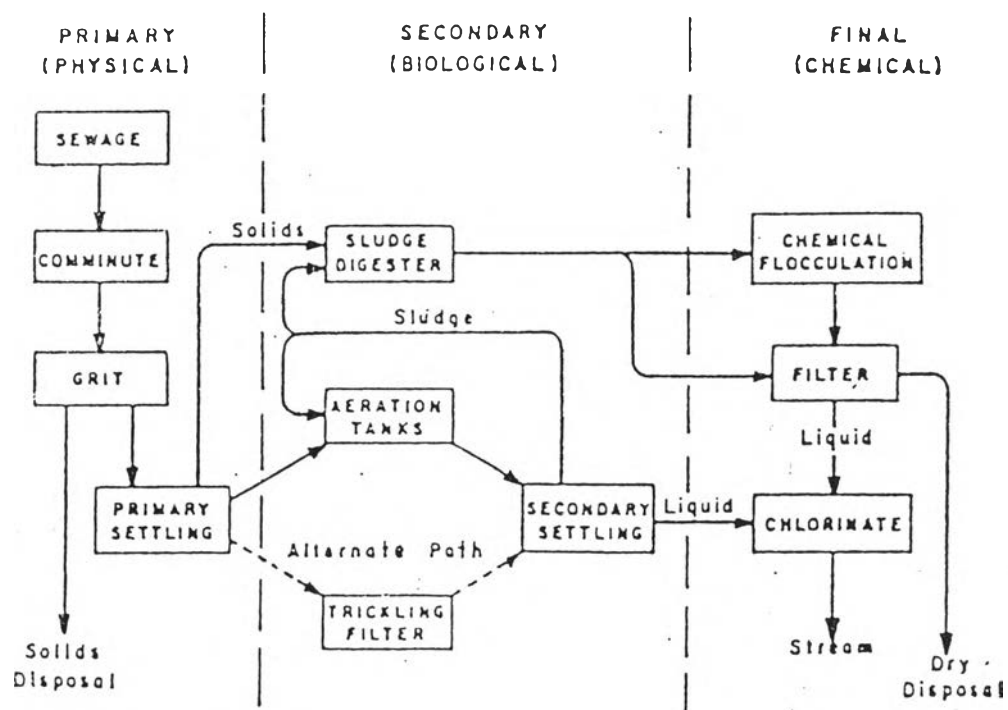 PRIMARY
(PHYSICAL)
SECONDARY
(BIOLOGICAL)
FINAL
(CHEMICAL)
SEWAGE
COMMINUTE
GRIT
PRIMARY
SETTLING
Solids
Disposal
Solids
SLUDGE
DIGESTER
Sludge
AERATION
TANKS
Alternate Path
TRICKLING
FILTER
SECONDARY
SETTLING
Liquid
CHEMICAL
FLOCCULATION
FILTER
Liquid
CHLORINATE
Stream
Dry
Disposal